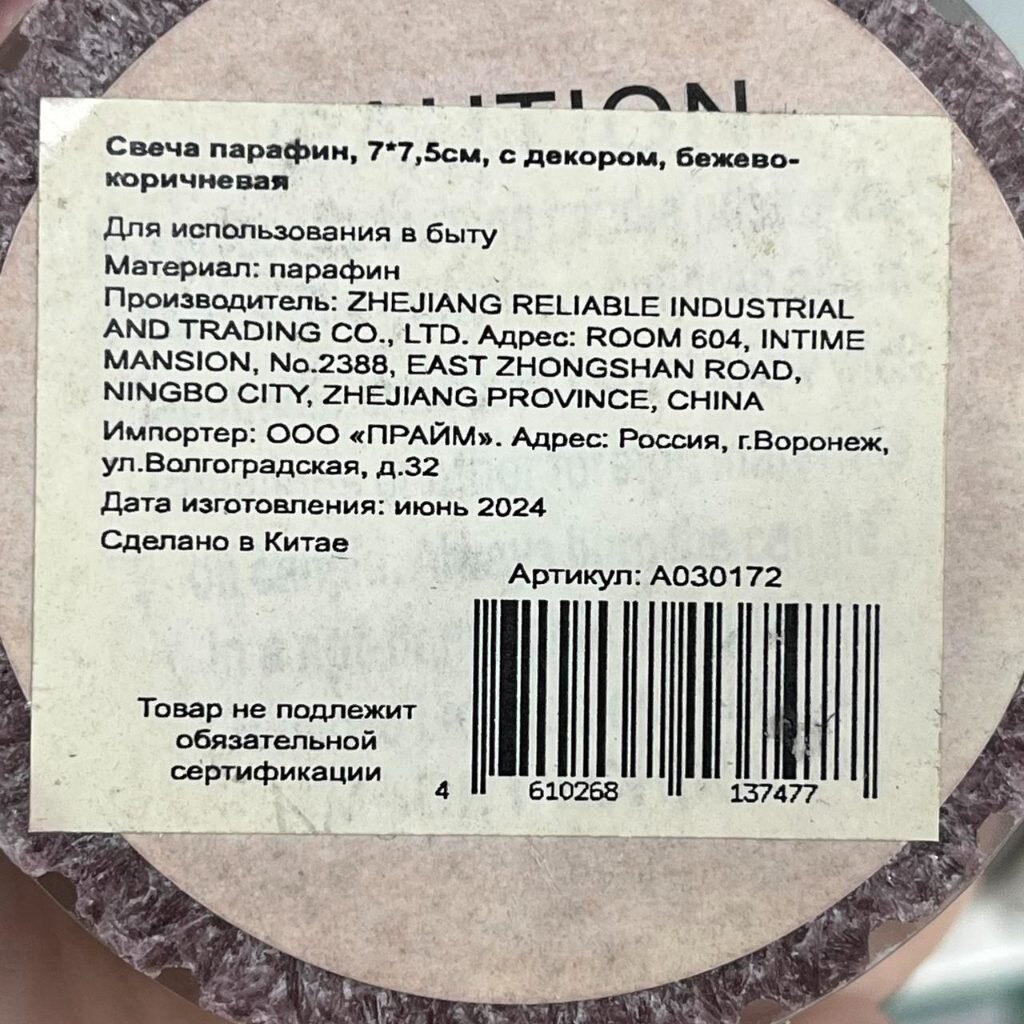 Свеча парафин, 7*7,5см, с декором, бежево-
коричневая
Для использования в быту
Материал: парафин
Производитель: ZHEJIANG RELIABLE INDUSTRIAL
AND TRADING CO., LTD. Адрес: ROOM 604, INTIME
MANSION, No.2388, EAST ZHONGSHAN ROAD,
NINGBO CITY, ZHEJIANG PROVINCE, CHINA
Импортер: ООО «ПРАЙМ». Адрес: Россия, г.Воронеж,
ул.Волгоградская, д.32
Дата изготовления: июнь 2024
Сделано в Китае
Артикул: А030172
Товар не подлежит
обязательной
сертификации
4 610268 137477